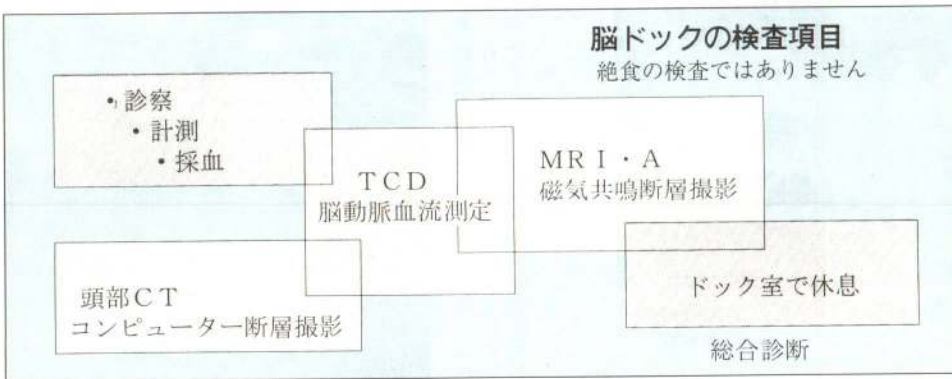 脳ドックの検査項目
絶食の検査ではありません
・診察
・計測
・採血
TCD
脳動脈血流測定
MRI・A
磁気共鳴断層撮影
頭部CT
コンピューター断層撮影
ドック室で休息
総合診断